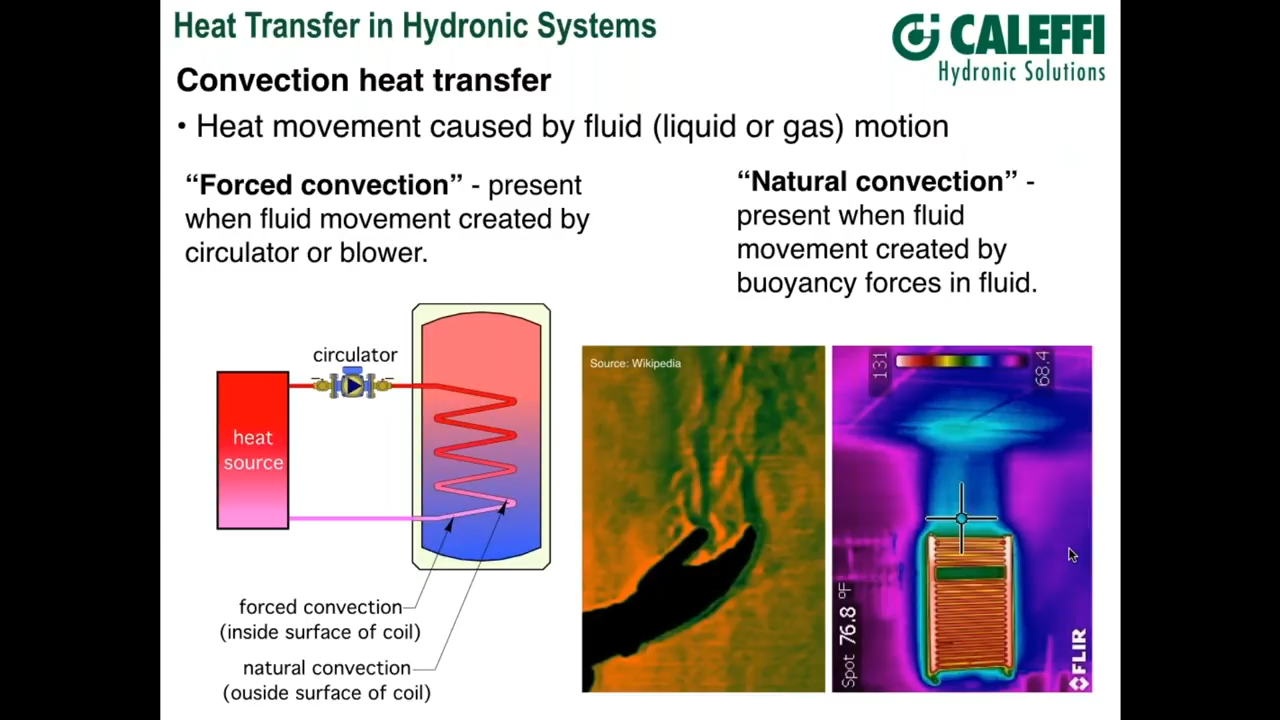 Heat Transfer in Hydronic Systems
CALEFFI
Hydronic Solutions
Convection heat transfer
• Heat movement caused by fluid (liquid or gas) motion
“Forced convection” - present
when fluid movement created by
circulator or blower.
“Natural convection” -
present when fluid
movement created by
buoyancy forces in fluid.
circulator
heat
source
forced convection
(inside surface of coil)
natural convection
(ouside surface of coil)
Source: Wikipedia
131
68.4
Spot 76.8 °F
FLIR